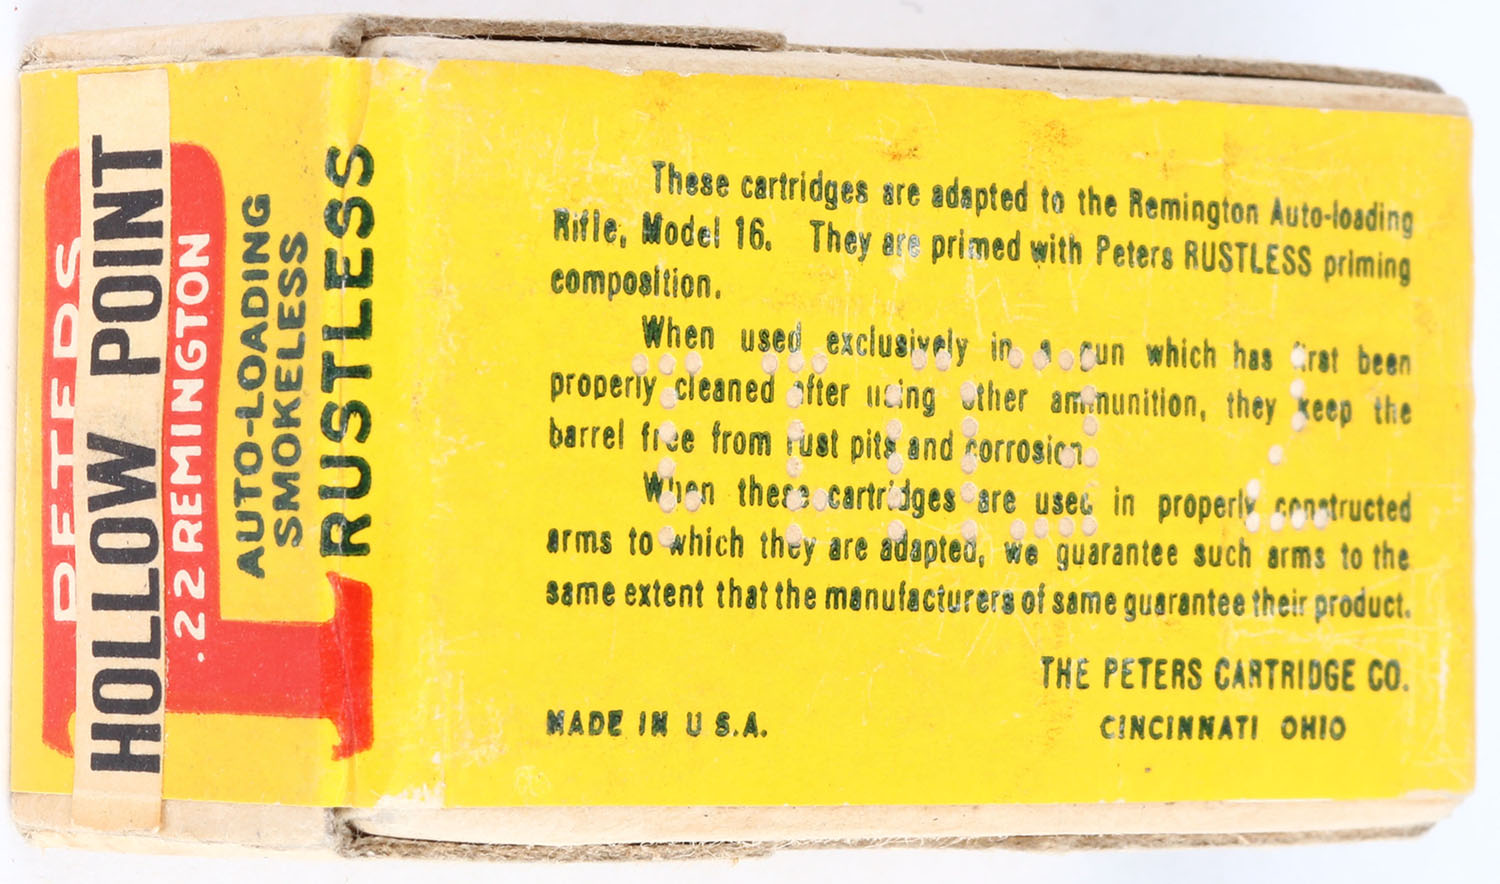 PETERS
HOLLOW POINT
.22 REMINGTON
AUTO-LOADING
SMOKELESS
RUSTLESS
These cartridges are adapted to the Remington Auto-loading
Rifle, Model 16. They are primed with Peters RUSTLESS priming
composition.
When used exclusively in a gun which has first been
properly cleaned after using other ammunition, they keep the
barrel free from rust pits and corrosion
When these cartridges are used in properly constructed
arms to which they are adapted, we guarantee such arms to the
same extent that the manufacturers of same guarantee their product.
THE PETERS CARTRIDGE CO.
MADE IN U S.A. CINCINNATI OHIO